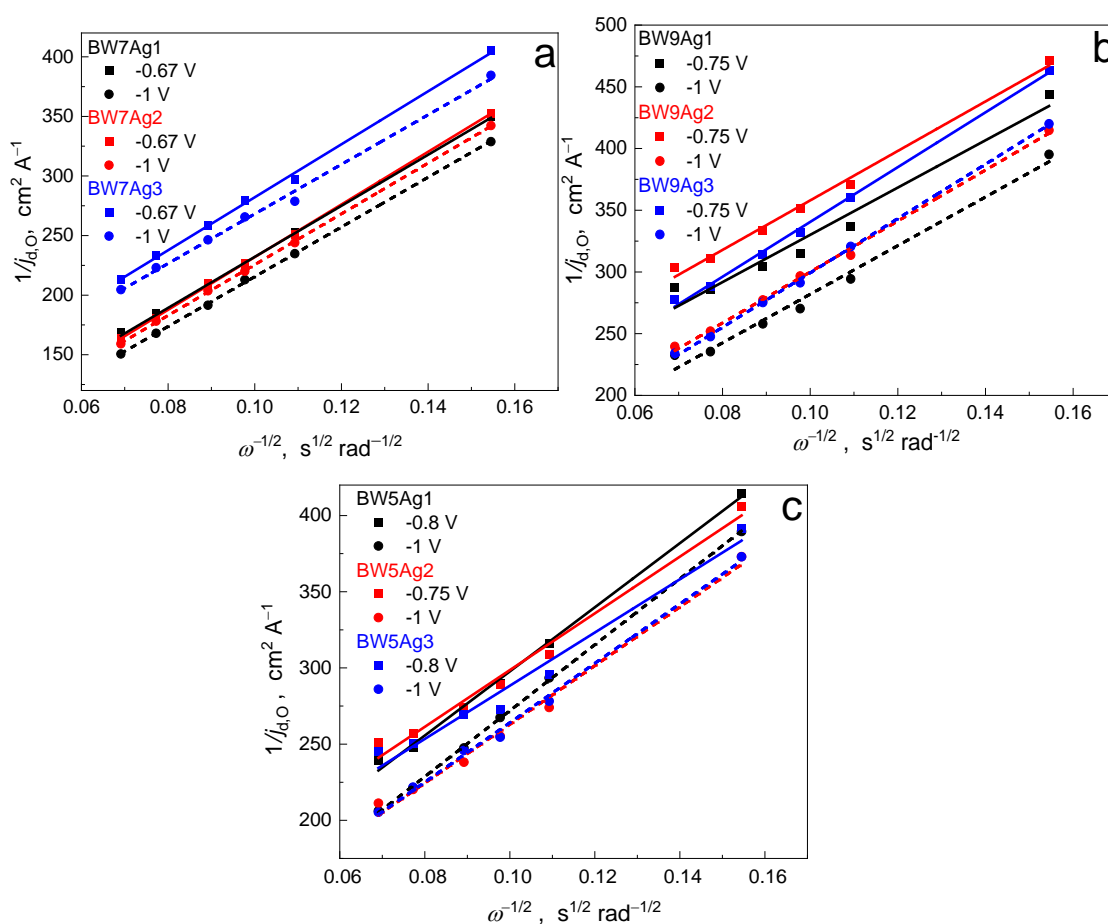 a
BW7Ag1
-0.67 V
-1 V
BW7Ag2
-0.67 V
-1 V
BW7Ag3
-0.67 V
-1 V
400
350
300
250
200
150
1/j_d,O, cm² A⁻¹
0.06 0.08 0.10 0.12 0.14 0.16
ω⁻¹/², s¹/² rad⁻¹/²
b
BW9Ag1
-0.75 V
-1 V
BW9Ag2
-0.75 V
-1 V
BW9Ag3
-0.75 V
-1 V
500
450
400
350
300
250
200
1/j_d,O, cm² A⁻¹
0.06 0.08 0.10 0.12 0.14 0.16
ω⁻¹/² , s¹/² rad⁻¹/²
c
BW5Ag1
-0.8 V
-1 V
BW5Ag2
-0.75 V
-1 V
BW5Ag3
-0.8 V
-1 V
400
350
300
250
200
1/j_d,O, cm² A⁻¹
0.06 0.08 0.10 0.12 0.14 0.16
ω⁻¹/² , s¹/² rad⁻¹/²